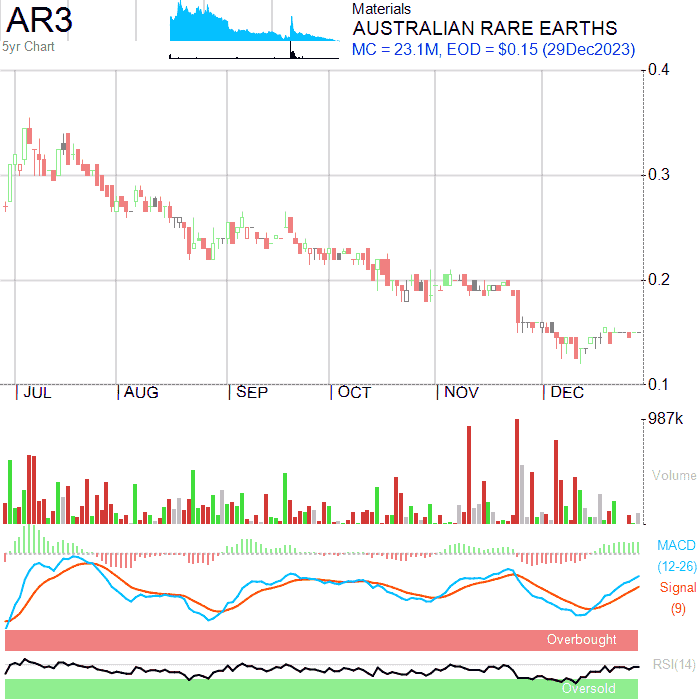 AR3
5yr Chart
Materials
AUSTRALIAN RARE EARTHS
MC = 23.1M, EOD = $0.15 (29Dec2023)
0.4
0.3
0.2
0.1
JUL AUG SEP OCT NOV DEC
987k
Volume
MACD
(12-26)
Signal
(9)
Overbought
RSI(14)
Oversold